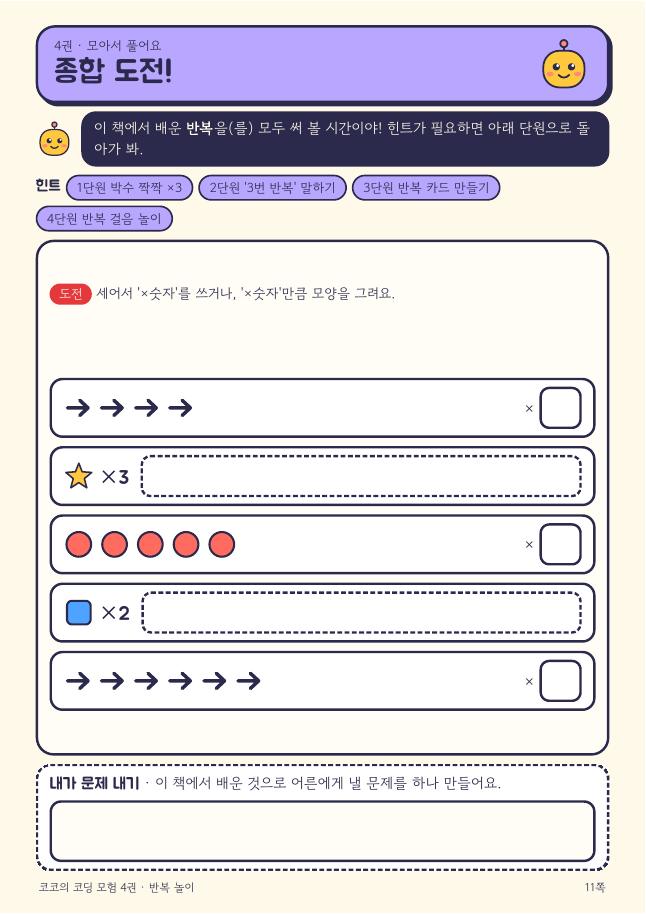 4권 · 모아서 풀어요
종합 도전!
이 책에서 배운 반복을(를) 모두 써 볼 시간이야! 힌트가 필요하면 아래 단원으로 돌
아가 봐.
힌트 1단원 박수 짝짝 ×3 2단원 '3번 반복' 말하기 3단원 반복 카드 만들기
4단원 반복 걸음 놀이
도전 세어서 '×숫자'를 쓰거나, '×숫자'만큼 모양을 그려요.
→ → → → ×
×3
×
×2
→ → → → → → ×
내가 문제 내기 · 이 책에서 배운 것으로 어른에게 낼 문제를 하나 만들어요.
코코의 코딩 모험 4권 · 반복 놀이 11쪽